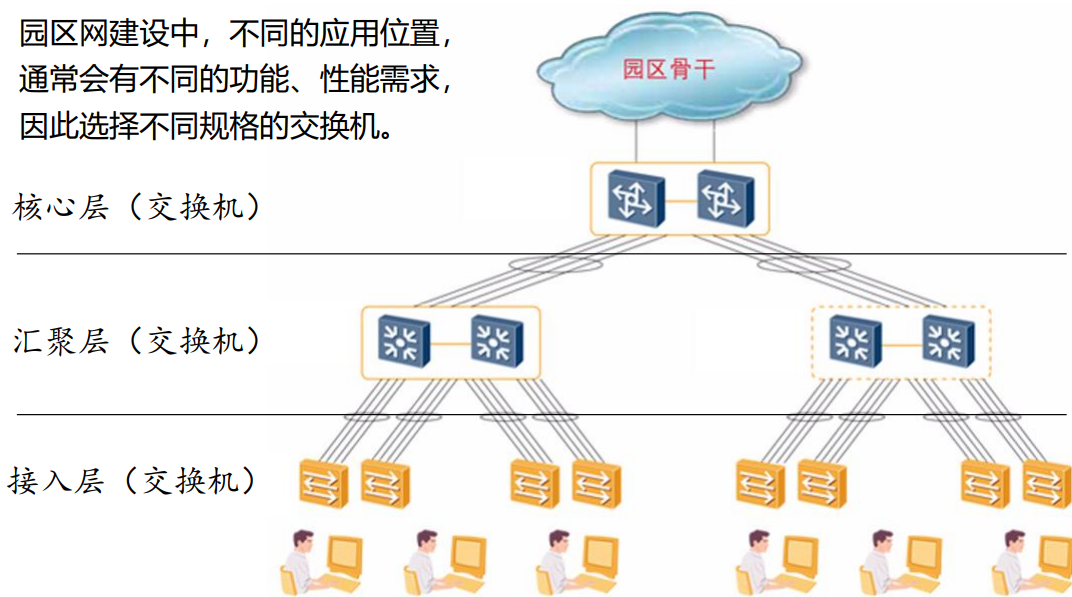 园区网建设中，不同的应用位置，
通常会有不同的功能、性能需求，
因此选择不同规格的交换机。
园区骨干
核心层（交换机）
汇聚层（交换机）
接入层（交换机）